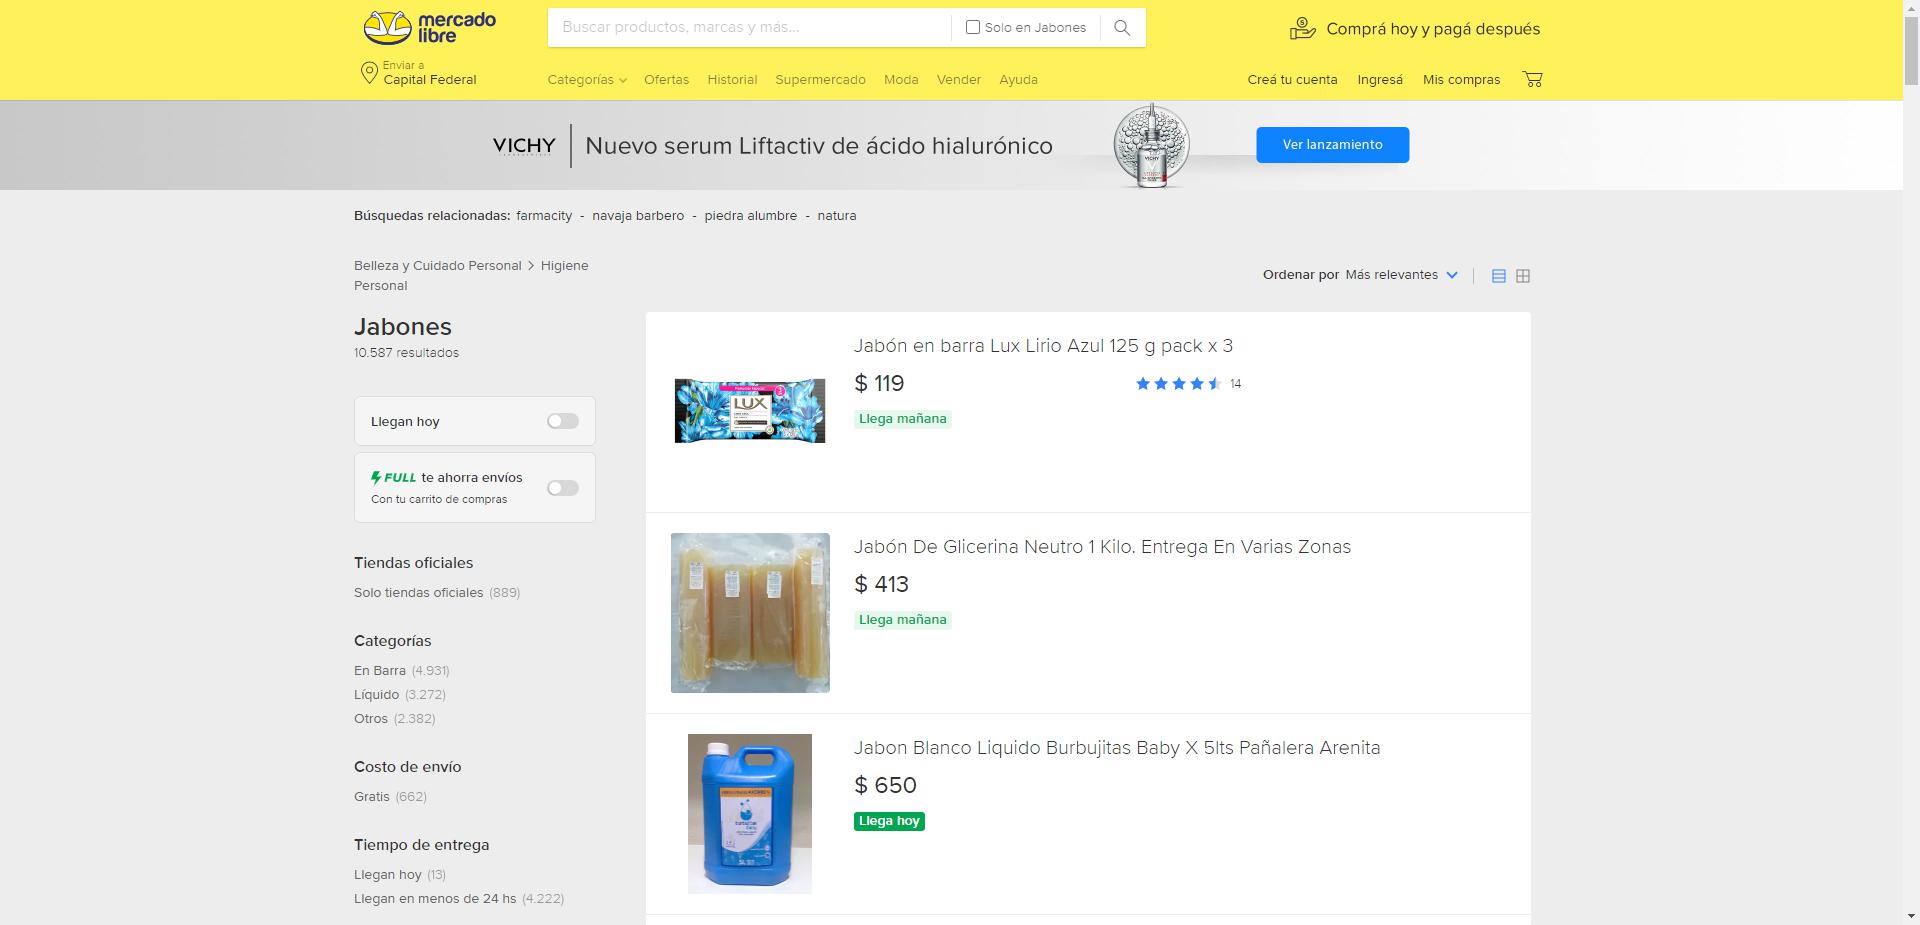 mercado libre
Buscar productos, marcas y más...
Solo en Jabones
Comprá hoy y pagá después
Enviar a
Capital Federal
Categorías
Ofertas
Historial
Supermercado
Moda
Vender
Ayuda
Creá tu cuenta
Ingresá
Mis compras
VICHY
Nuevo serum Liftactiv de ácido hialurónico
VICHY
Ver lanzamiento
Búsquedas relacionadas: farmacity - navaja barbero - piedra alumbre - natura
Belleza y Cuidado Personal > Higiene
Personal
Ordenar por Más relevantes
Jabones
10.587 resultados
Llegan hoy
FULL te ahorra envíos
Con tu carrito de compras
Tiendas oficiales
Solo tiendas oficiales (889)
Categorías
En Barra (4.931)
Líquido (3.272)
Otros (2.382)
Costo de envío
Gratis (662)
Tiempo de entrega
Llegan hoy (13)
Llegan en menos de 24 hs (4.222)
LUX
Jabón en barra Lux Lirio Azul 125 g pack x 3
$ 119
14
Llega mañana
Jabón De Glicerina Neutro 1 Kilo. Entrega En Varias Zonas
$ 413
Llega mañana
Jabon Blanco Liquido Burbujitas Baby X 5lts Pañalera Arenita
$ 650
Llega hoy